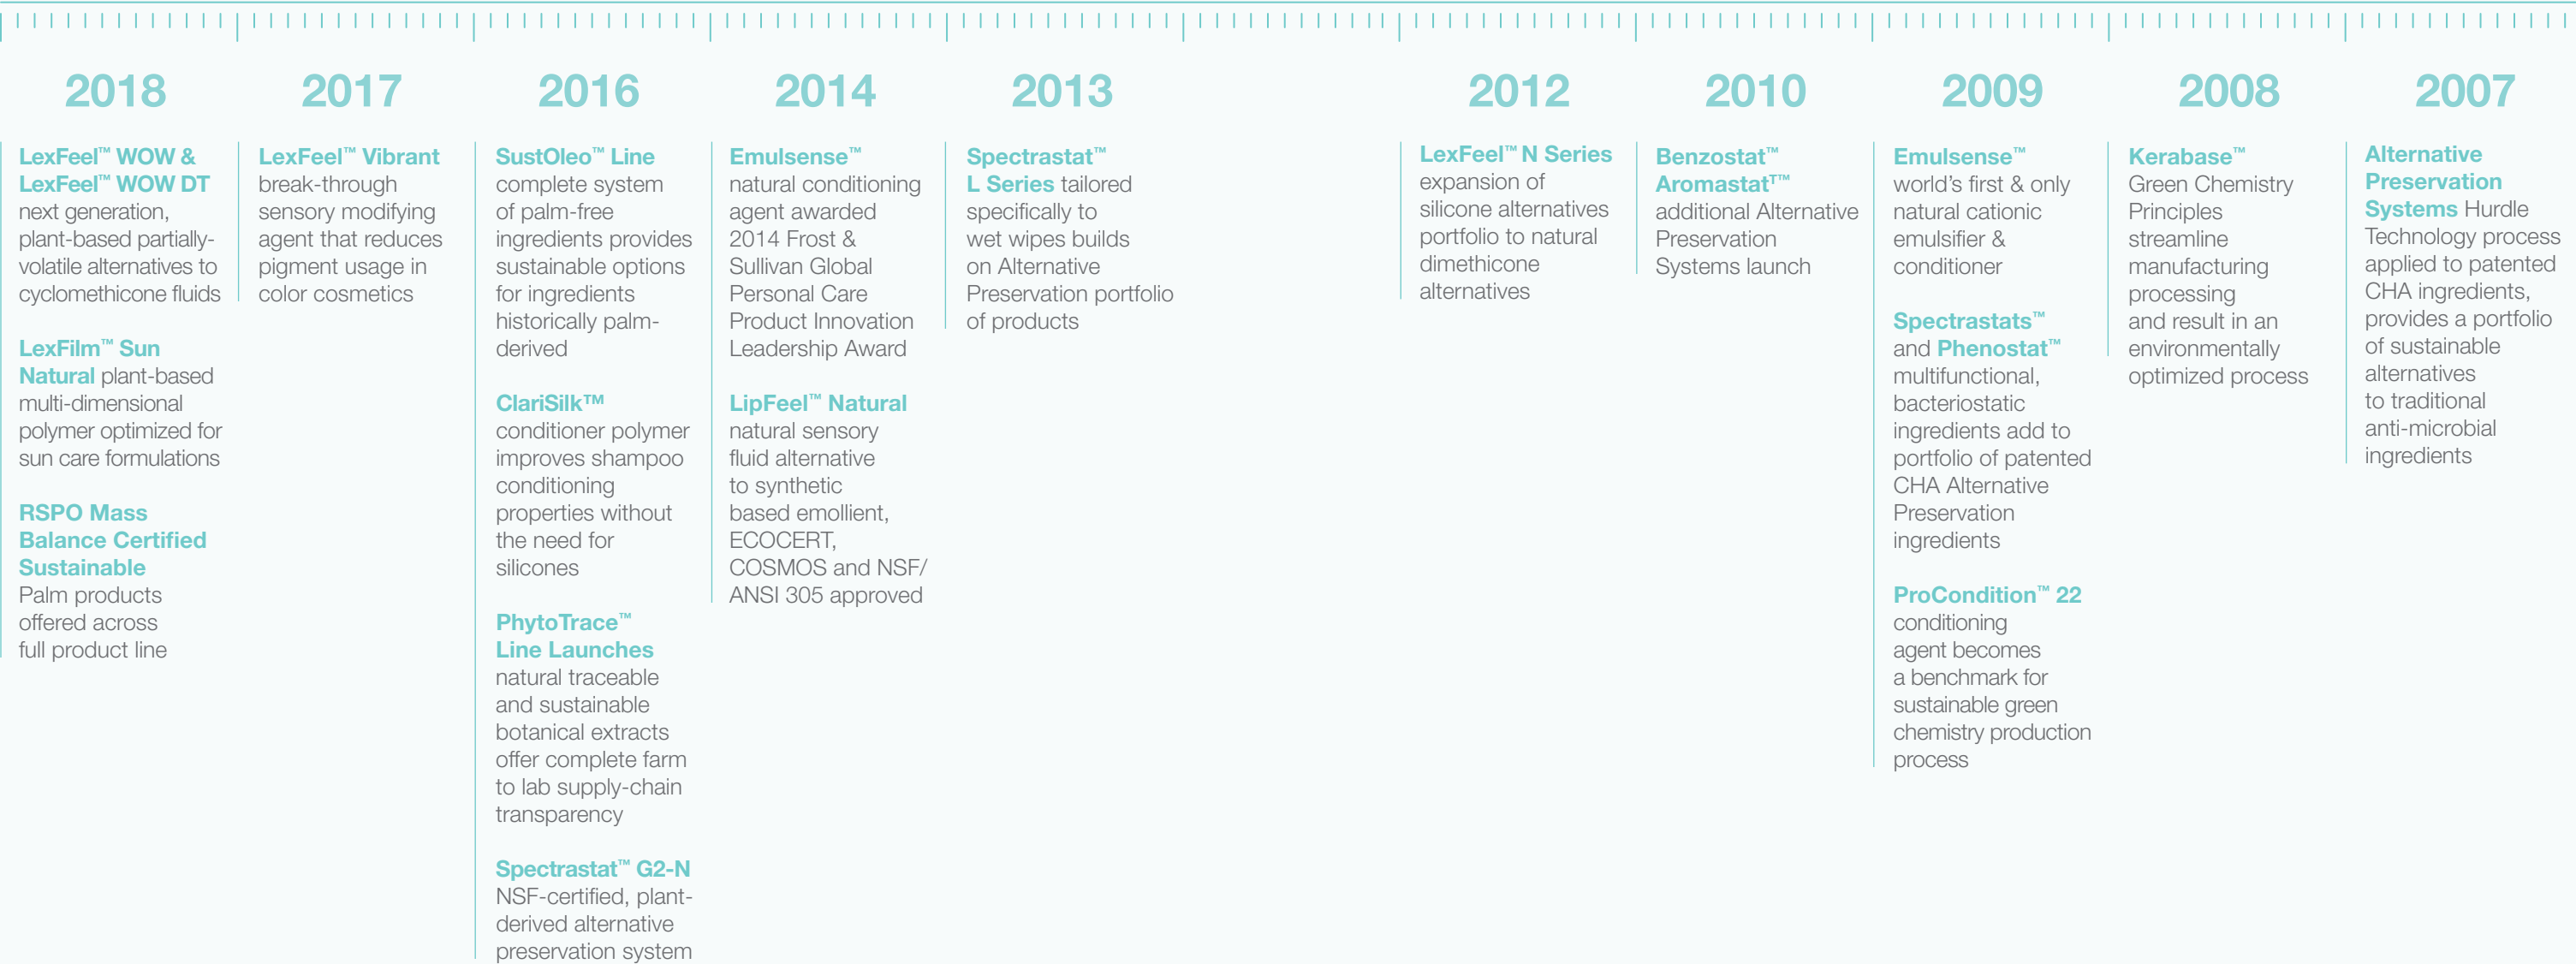 2018
LexFeel™ WOW &
LexFeel™ WOW DT
next generation,
plant-based partially-
volatile alternatives to
cyclomethicone fluids
LexFilm™ Sun
Natural plant-based
multi-dimensional
polymer optimized for
sun care formulations
RSPO Mass
Balance Certified
Sustainable
Palm products
offered across
full product line
2017
LexFeel™ Vibrant
break-through
sensory modifying
agent that reduces
pigment usage in
color cosmetics
2016
SustOleo™ Line
complete system
of palm-free
ingredients provides
sustainable options
for ingredients
historically palm-
derived
ClariSilk™
conditioner polymer
improves shampoo
conditioning
properties without
the need for
silicones
PhytoTrace™
Line Launches
natural traceable
and sustainable
botanical extracts
offer complete farm
to lab supply-chain
transparency
Spectrastat™ G2-N
NSF-certified, plant-
derived alternative
preservation system
2014
Emulsense™
natural conditioning
agent awarded
2014 Frost &
Sullivan Global
Personal Care
Product Innovation
Leadership Award
LipFeel™ Natural
natural sensory
fluid alternative
to synthetic
based emollient,
ECOCERT,
COSMOS and NSF/
ANSI 305 approved
2013
Spectrastat™
L Series tailored
specifically to
wet wipes builds
on Alternative
Preservation portfolio
of products
2012
LexFeel™ N Series
expansion of
silicone alternatives
portfolio to natural
dimethicone
alternatives
2010
Benzostat™
AromastatT™
additional Alternative
Preservation
Systems launch
2009
Emulsense™
world's first & only
natural cationic
emulsifier &
conditioner
Spectrastats™
and Phenostat™
multifunctional,
bacteriostatic
ingredients add to
portfolio of patented
CHA Alternative
Preservation
ingredients
ProCondition™ 22
conditioning
agent becomes
a benchmark for
sustainable green
chemistry production
process
2008
Kerabase™
Green Chemistry
Principles
streamline
manufacturing
processing
and result in an
environmentally
optimized process
2007
Alternative
Preservation
Systems Hurdle
Technology process
applied to patented
CHA ingredients,
provides a portfolio
of sustainable
alternatives
to traditional
anti-microbial
ingredients